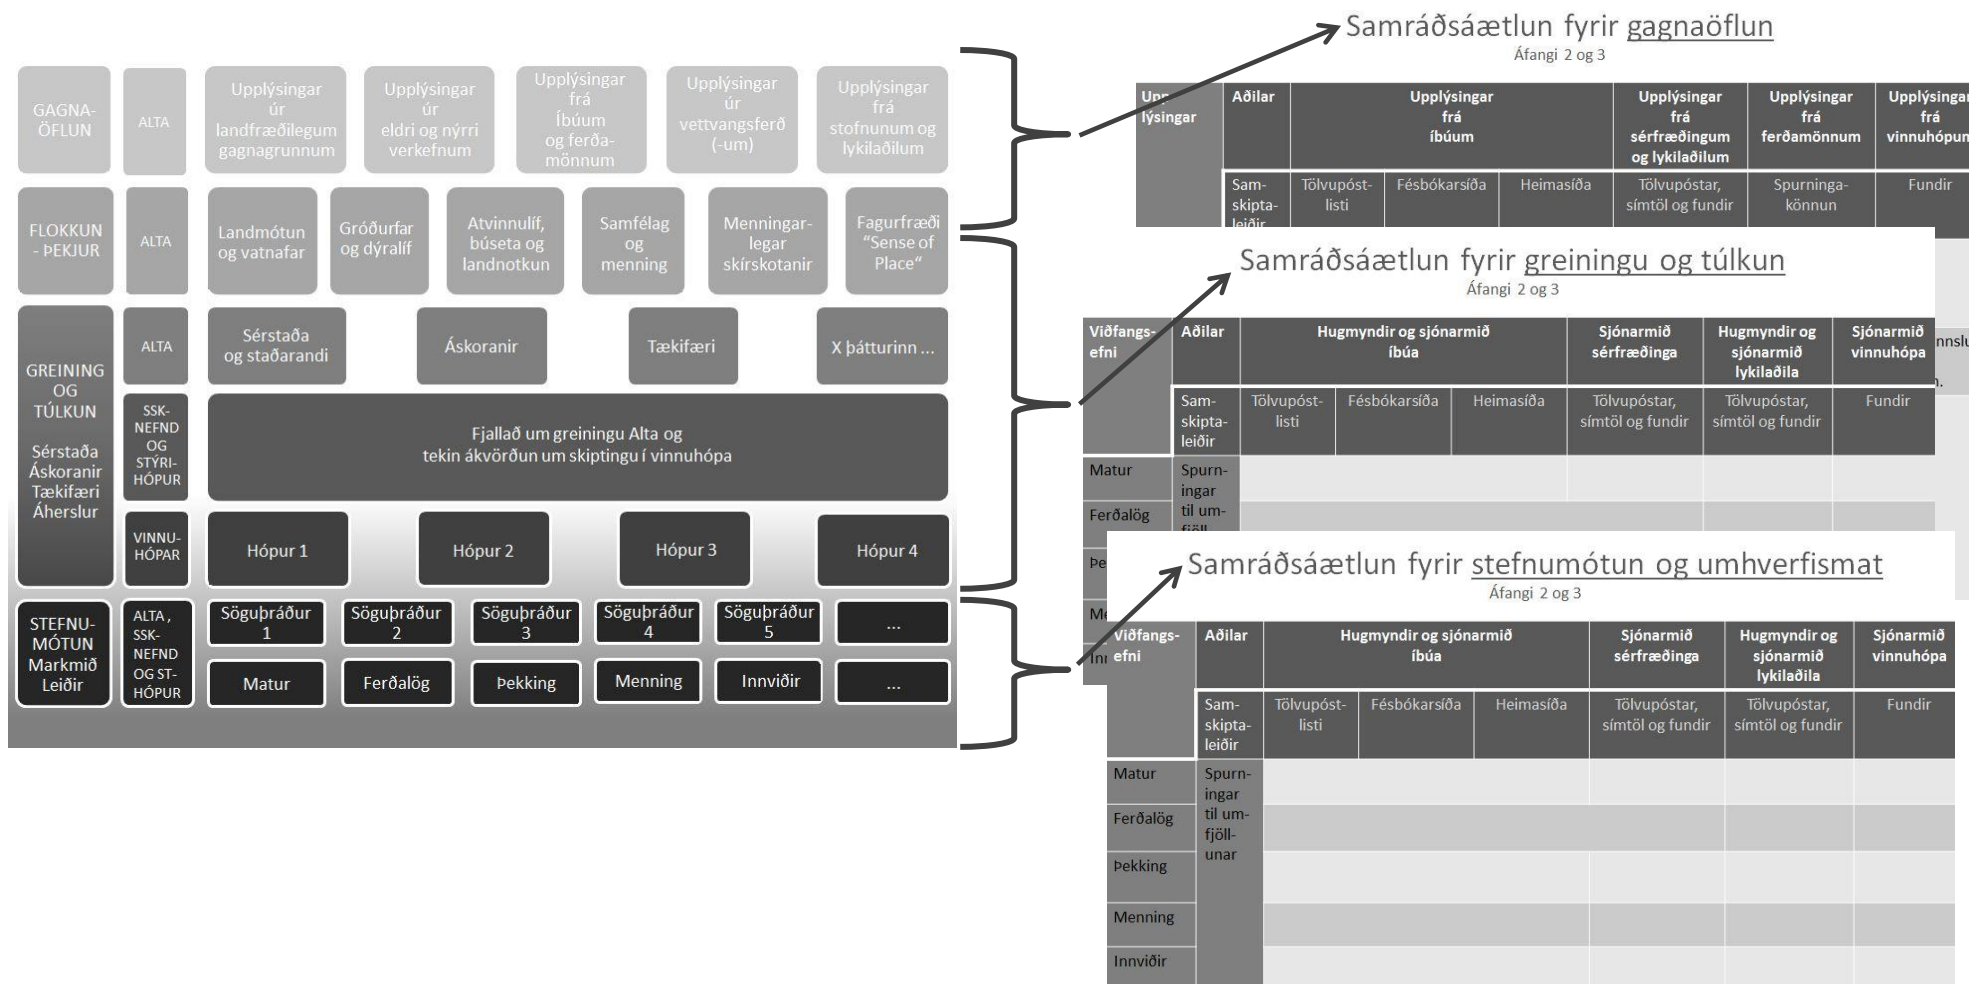 GAGNA-
ÖFLUN
ALTA
Upplýsingar
úr
landfræðilegum
gagnagrunnum
Upplýsingar
úr
eldri og nýrri
verkefnum
Upplýsingar
frá
Íbúum
og ferða-
mönnum
Upplýsingar
úr
vettvangsferð
(-um)
Upplýsingar
frá
stofnunum og
lykilaðilum
FLOKKUN
- ÞEKJUR
ALTA
Landmótun
og vatnafar
Gróðurfar
og dýralíf
Atvinnulíf,
búseta og
landnotkun
Samfélag
og
menning
Menningar-
legar
skírskotanir
Fagurfræði
“Sense of
Place“
GREINING
OG
TÚLKUN
Sérstaða
Áskoranir
Tækifæri
Áherslur
ALTA
Sérstaða
og staðarandi
Áskoranir
Tækifæri
X þátturinn ...
SSK-
NEFND
OG
STÝRI-
HÓPUR
Fjallað um greiningu Alta og
tekin ákvörðun um skiptingu í vinnuhópa
VINNU-
HÓPAR
Hópur 1
Hópur 2
Hópur 3
Hópur 4
STEFNU-
MÓTUN
Markmið
Leiðir
ALTA ,
SSK-
NEFND
OG ST-
HÓPUR
Söguþráður
1
Söguþráður
2
Söguþráður
3
Söguþráður
4
Söguþráður
5
...
Matur
Ferðalög
Þekking
Menning
Innviðir
...
Samráðsáætlun fyrir gagnaöflun
Áfangi 2 og 3
Upp-
lýsingar
Aðilar
Upplýsingar
frá
íbúum
Upplýsingar
frá
sérfræðingum
og lykilaðilum
Upplýsingar
frá
ferðamönnum
Upplýsingar
frá
vinnuhópum
Sam-
skipta-
leiðir
Tölvupóst-
listi
Fésbókarsíða
Heimasíða
Tölvupóstar,
símtöl og fundir
Spurninga-
könnun
Fundir
Samráðsáætlun fyrir greiningu og túlkun
Áfangi 2 og 3
Viðfangs-
efni
Aðilar
Hugmyndir og sjónarmið
íbúa
Sjónarmið
sérfræðinga
Hugmyndir og
sjónarmið
lykilaðila
Sjónarmið
vinnuhópa
Sam-
skipta-
leiðir
Tölvupóst-
listi
Fésbókarsíða
Heimasíða
Tölvupóstar,
símtöl og fundir
Tölvupóstar,
símtöl og fundir
Fundir
Matur
Ferðalög
Spurn-
ingar
til um-
fjöll-
Samráðsáætlun fyrir stefnumótun og umhverfismat
Áfangi 2 og 3
Viðfangs-
efni
Aðilar
Hugmyndir og sjónarmið
íbúa
Sjónarmið
sérfræðinga
Hugmyndir og
sjónarmið
lykilaðila
Sjónarmið
vinnuhópa
Sam-
skipta-
leiðir
Tölvupóst-
listi
Fésbókarsíða
Heimasíða
Tölvupóstar,
símtöl og fundir
Tölvupóstar,
símtöl og fundir
Fundir
Matur
Ferðalög
Þekking
Menning
Innviðir
Spurn-
ingar
til um-
fjöll-
unar